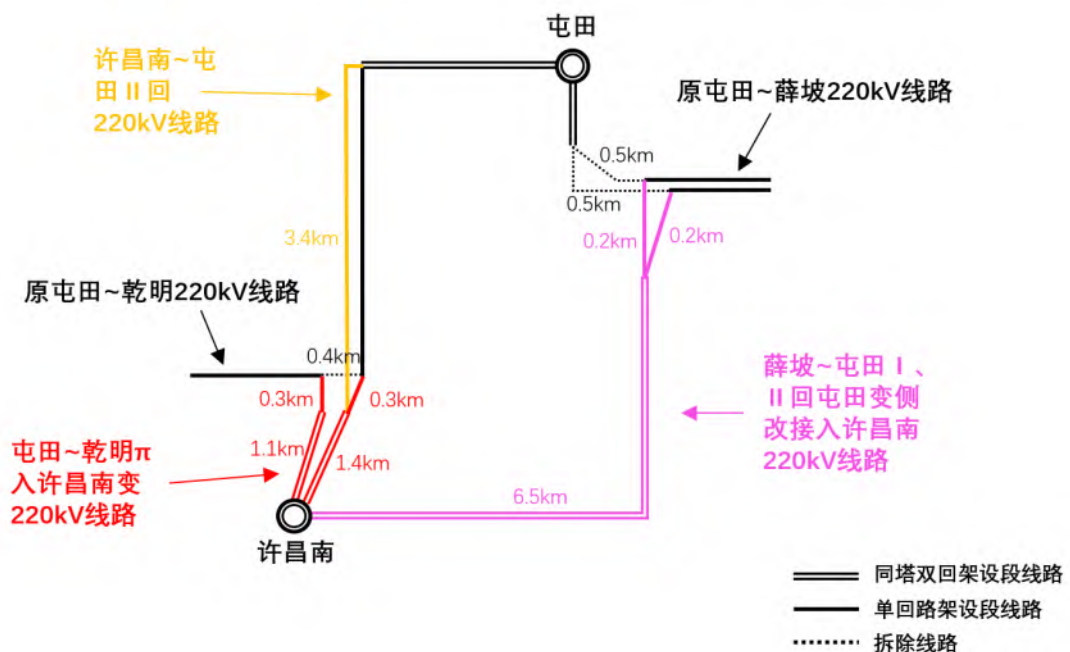 屯田
许昌南~屯
田 II 回
220kV线路
原屯田~薛坡220kV线路
0.5km
0.5km
0.2km
0.2km
3.4km
原屯田~乾明220kV线路
0.4km
0.3km
0.3km
薛坡~屯田 I 、
II 回屯田变侧
改接入许昌南
220kV线路
屯田~乾明π
入许昌南变
220kV线路
1.1km
1.4km
6.5km
许昌南
同塔双回架设段线路
单回路架设段线路
拆除线路